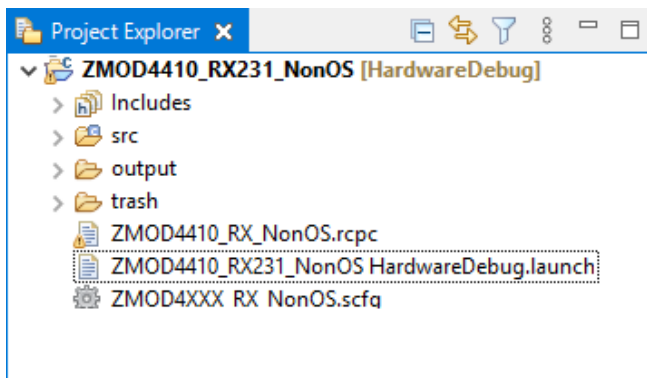 Project Explorer
ZMOD4410_RX231_NonOS [HardwareDebug]
Includes
src
output
trash
ZMOD4410_RX_NonOS.rcpc
ZMOD4410_RX231_NonOS HardwareDebug.launch
ZMOD4XXX_RX_NonOS.scfg